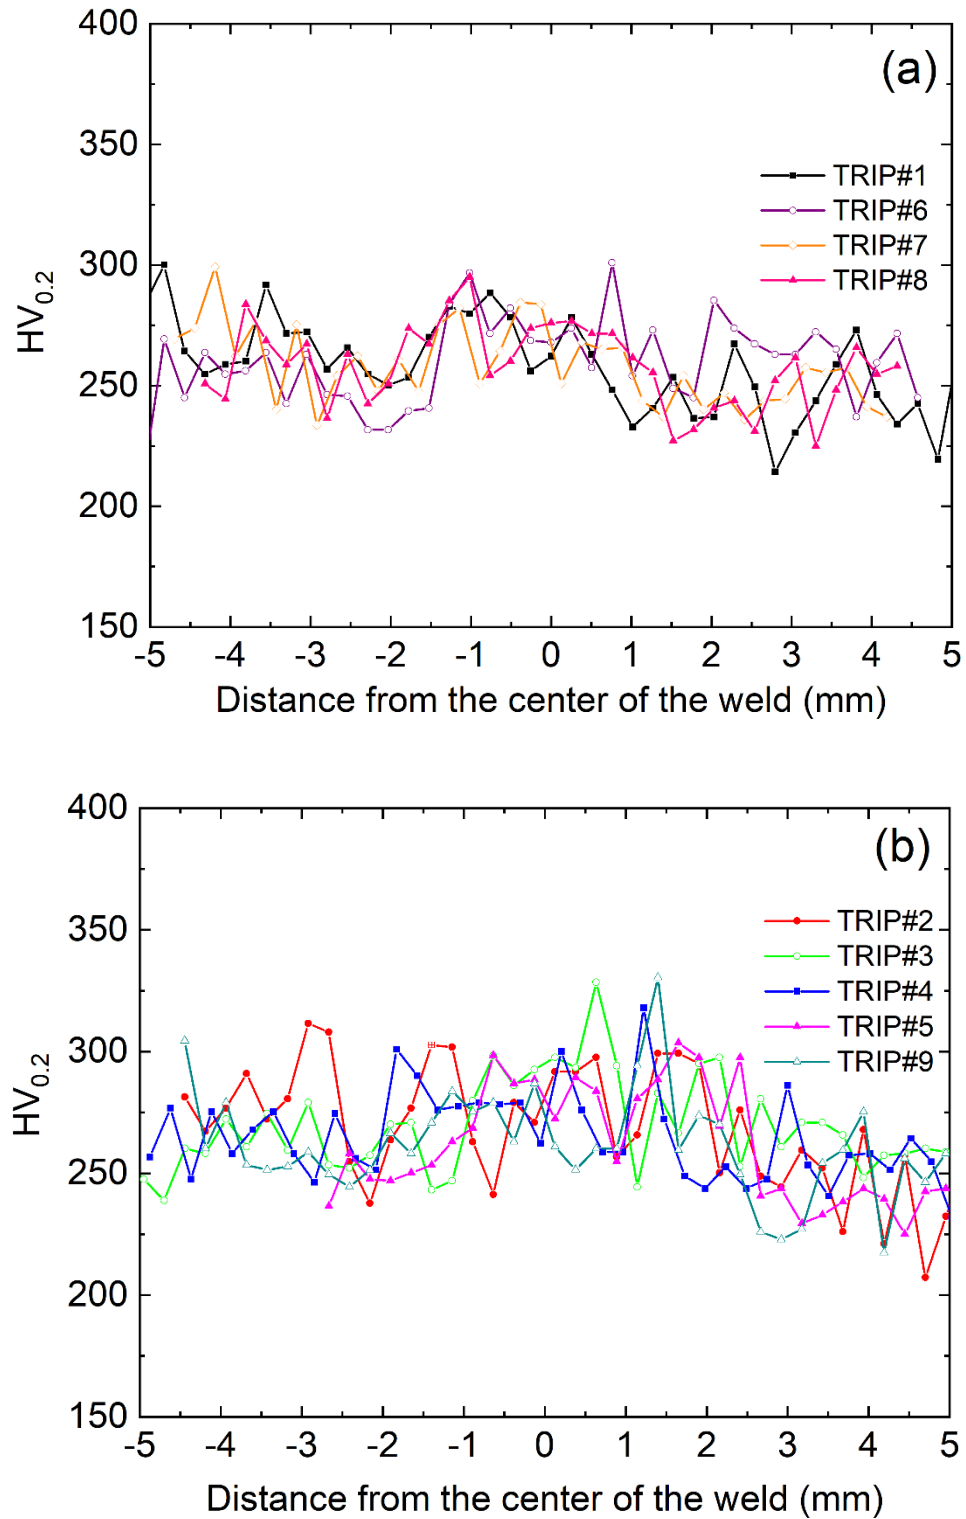 (a)
400
350
300
250
200
150
HV0.2
TRIP#1
TRIP#6
TRIP#7
TRIP#8
-5 -4 -3 -2 -1 0 1 2 3 4 5
Distance from the center of the weld (mm)
(b)
400
350
300
250
200
150
HV0.2
TRIP#2
TRIP#3
TRIP#4
TRIP#5
TRIP#9
-5 -4 -3 -2 -1 0 1 2 3 4 5
Distance from the center of the weld (mm)